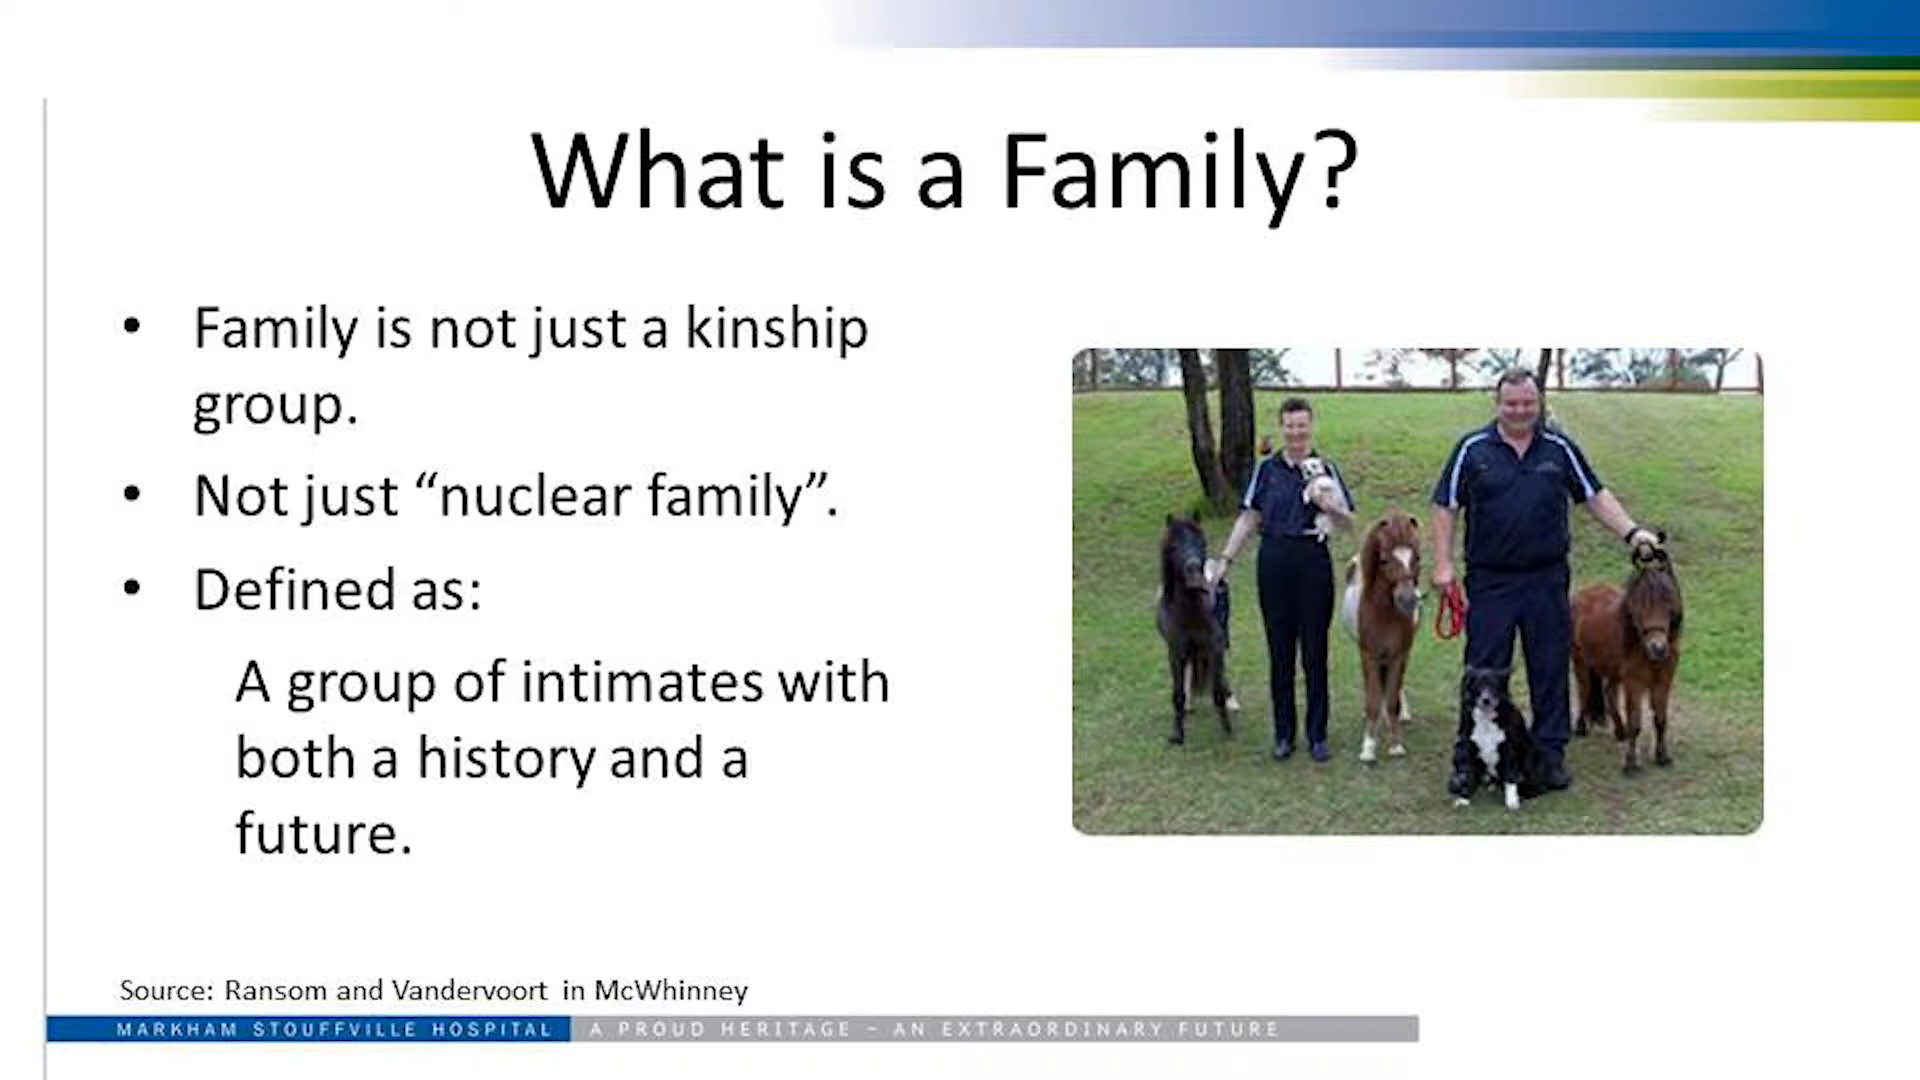 What is a Family?
• Family is not just a kinship
group.
• Not just “nuclear family”.
• Defined as:
A group of intimates with
both a history and a
future.
Source: Ransom and Vandervoort in McWhinney
MARKHAM STOUFFVILLE HOSPITAL A PROUD HERITAGE – AN EXTRAORDINARY FUTURE